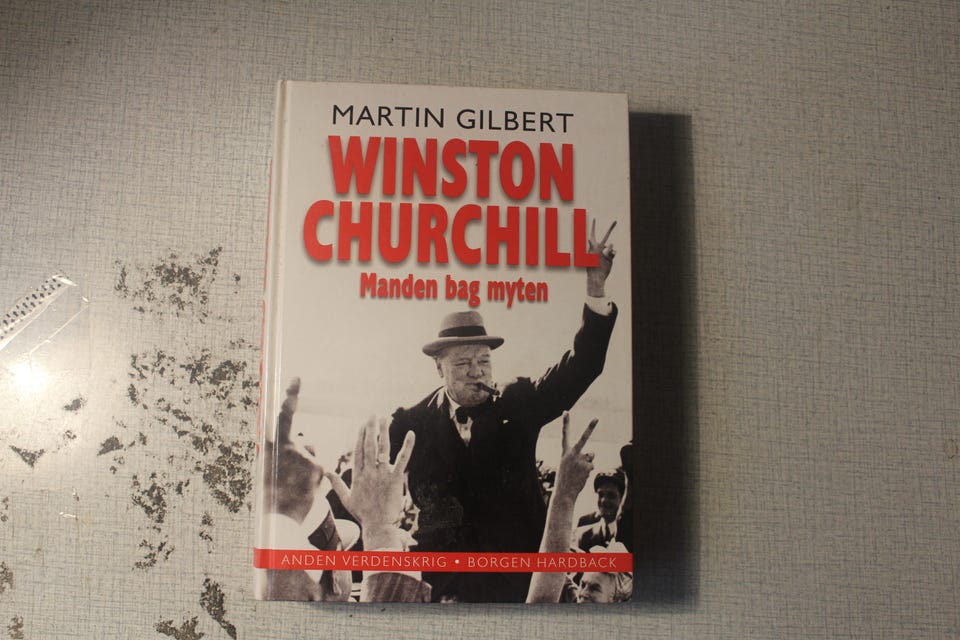 MARTIN GILBERT
WINSTON
CHURCHILL
Manden bag myten
ANDEN VERDENSKRIG • BORGEN HARDBACK